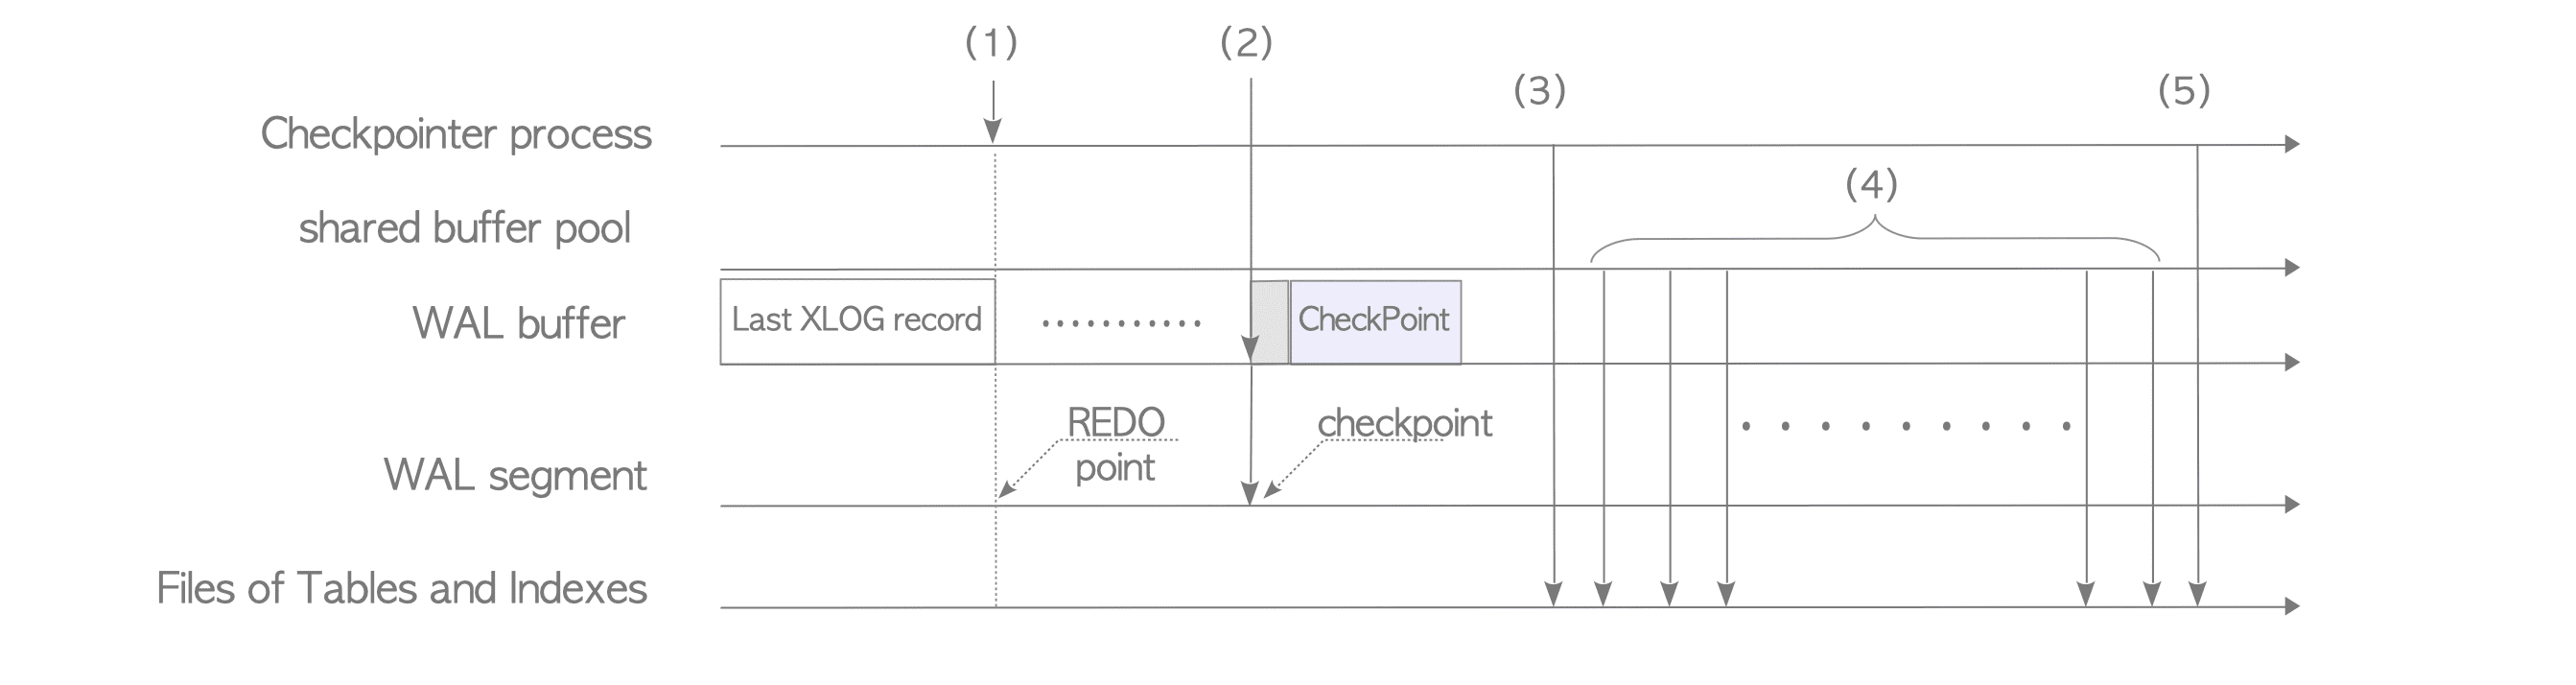 (1)
(2)
(3)
(5)
Checkpointer process
(4)
shared buffer pool
WAL buffer
Last XLOG record
CheckPoint
REDO
point
checkpoint
WAL segment
Files of Tables and Indexes